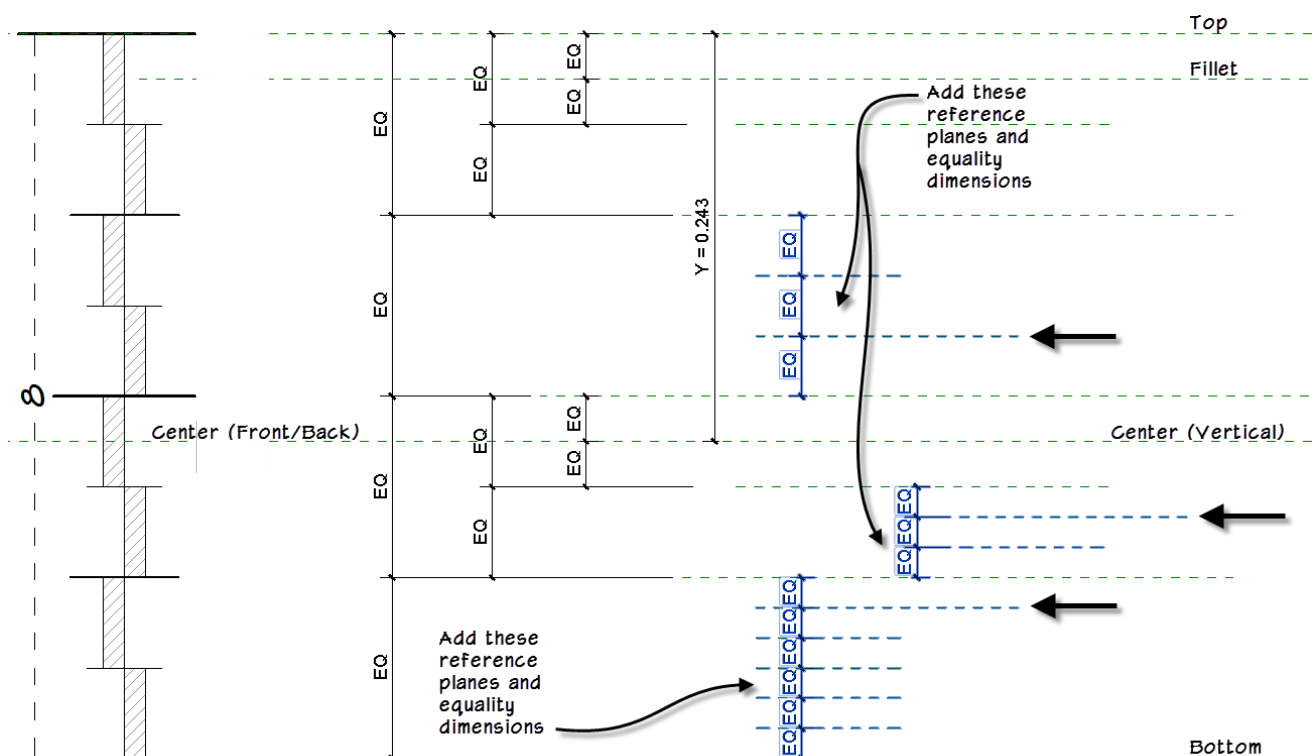 Top
Fillet
EQ
EQ
EQ
EQ
EQ
Add these
reference
planes and
equality
dimensions
Y = 0.243
EQ
EQ
EQ
EQ
8
Center (Front/Back)
EQ
EQ
EQ
EQ
EQ
Center (Vertical)
EQ
EQ
EQ
EQ
Add these
reference
planes and
equality
dimensions
EQ
EQ
EQ
EQ
EQ
EQ
Bottom